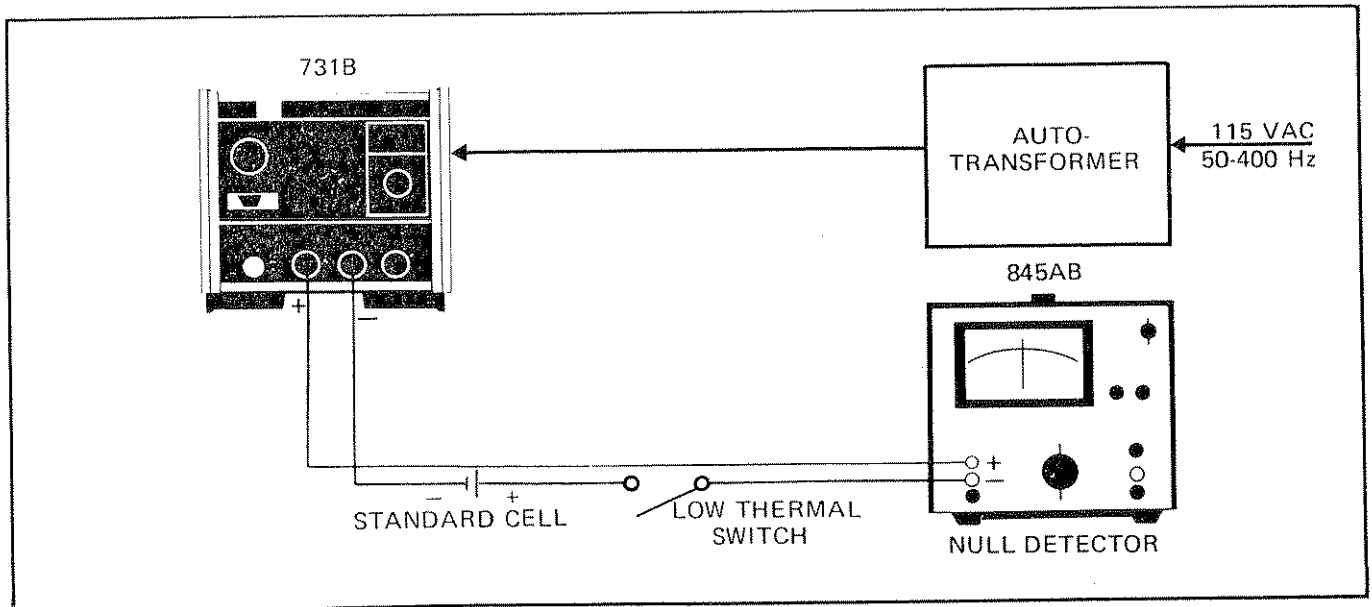 731B
AUTO-
TRANSFORMER
115 VAC
50-400 Hz
845AB
+
−
+
−
− +
STANDARD CELL
LOW THERMAL
SWITCH
NULL DETECTOR